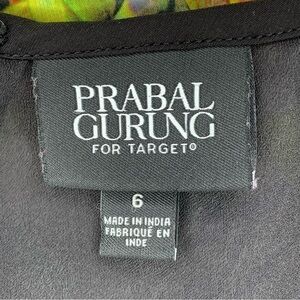 PRABAL
GURUNG
FOR TARGET®
6
MADE IN INDIA
FABRIQUÉ EN
INDE